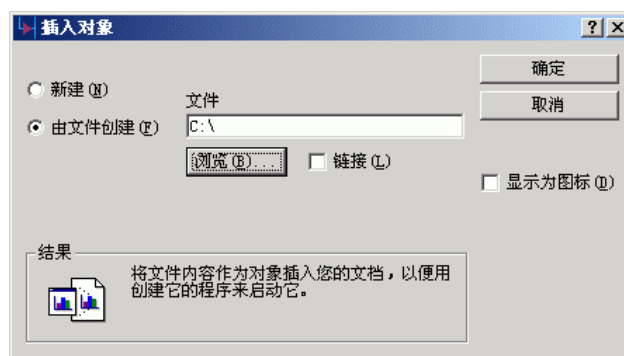 插入对象
新建(N)
由文件创建(F)
文件
C:\
浏览(B)...
链接(L)
确定
取消
显示为图标(D)
结果
将文件内容作为对象插入您的文档，以便用
创建它的程序来启动它。